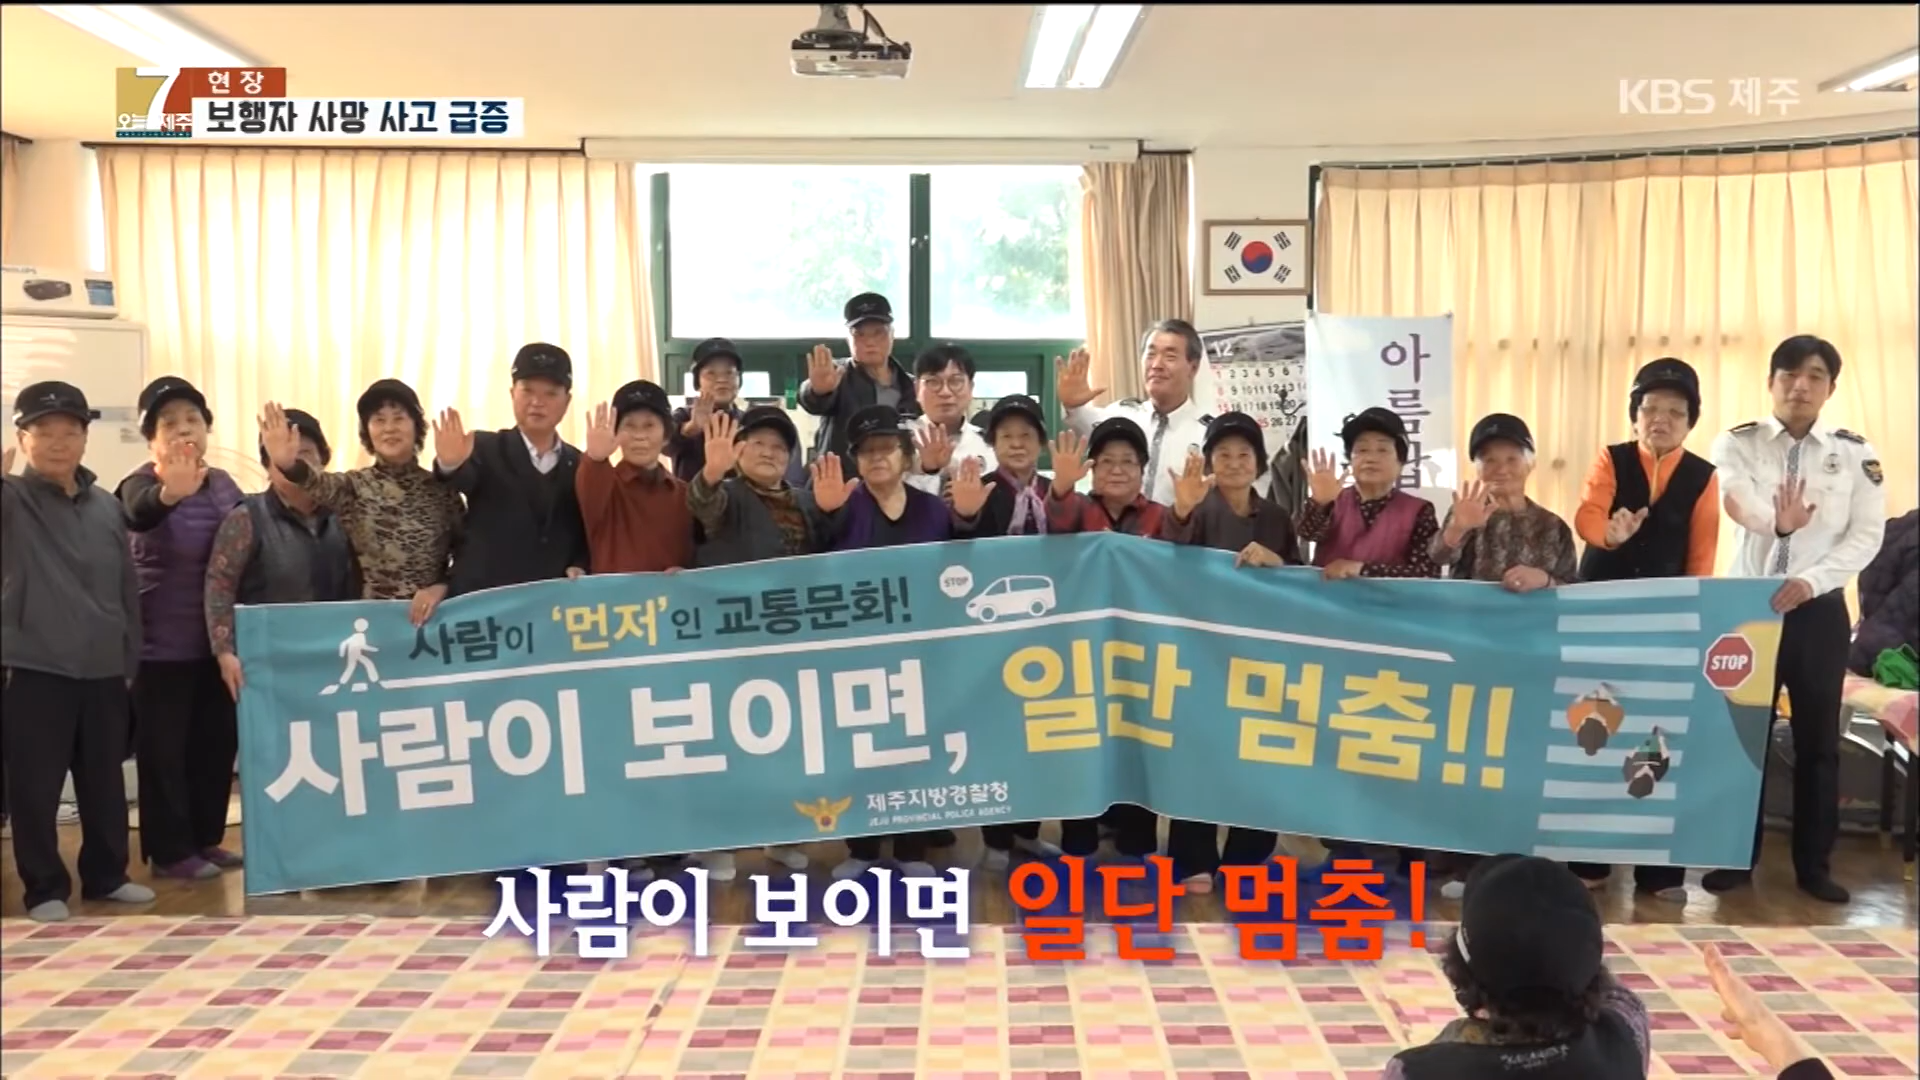 7
오늘 제주
현장
보행자 사망 사고 급증
KBS 제주
12
아름답
사람이 '먼저'인 교통문화!
STOP
사람이 보이면, 일단 멈춤!!
STOP
제주지방경찰청
JEJU PROVINCIAL POLICE AGENCY
사람이 보이면 일단 멈춤!